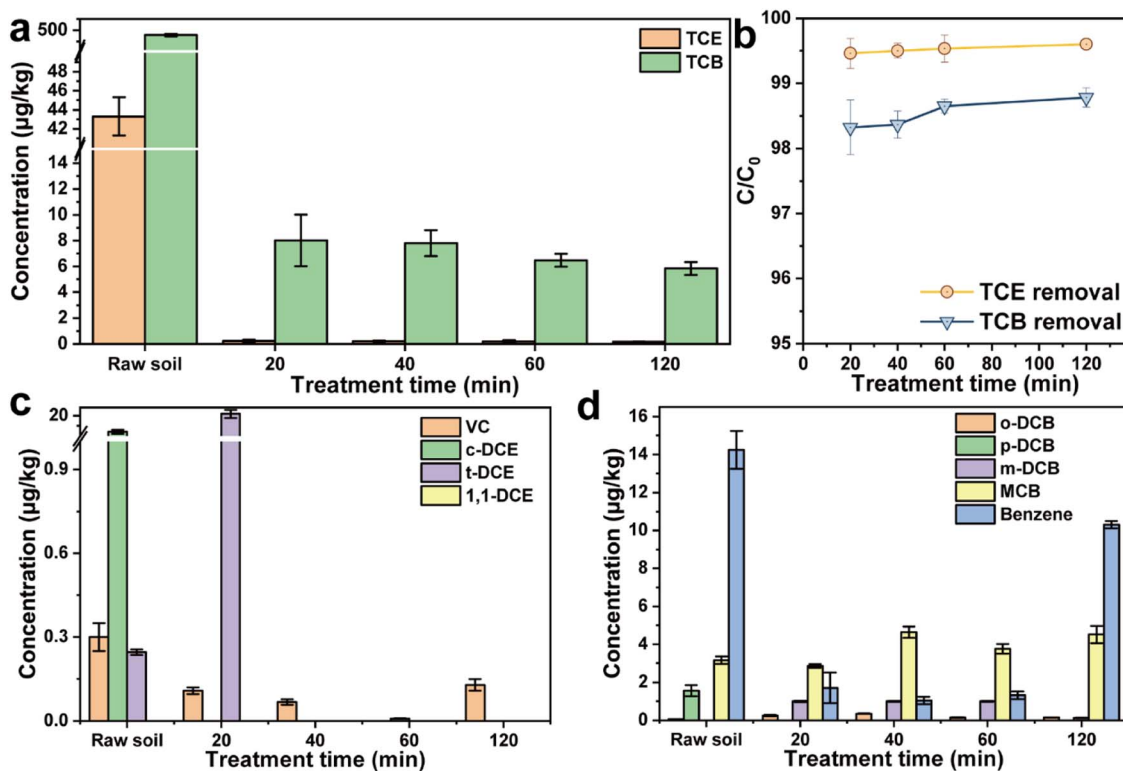 a
Concentration (µg/kg)
500
48
46
44
42
14
12
10
8
6
4
2
0
TCE
TCB
Raw soil 20 40 60 120
Treatment time (min)
b
C/C₀
100
99
98
97
96
95
TCE removal
TCB removal
0 20 40 60 80 100 120
Treatment time (min)
c
Concentration (µg/kg)
20
0.9
0.6
0.3
0.0
VC
c-DCE
t-DCE
1,1-DCE
Raw soil 20 40 60 120
Treatment time (min)
d
Concentration (µg/kg)
16
14
12
10
8
6
4
2
0
o-DCB
p-DCB
m-DCB
MCB
Benzene
Raw soil 20 40 60 120
Treatment time (min)